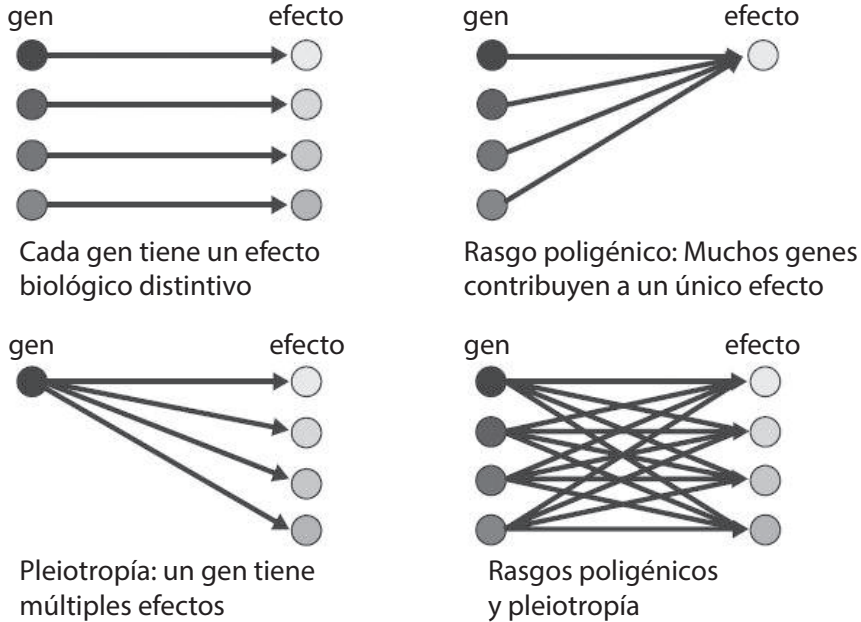 gen efecto
Cada gen tiene un efecto
biológico distintivo
gen efecto
Rasgo poligénico: Muchos genes
contribuyen a un único efecto
gen efecto
Pleiotropía: un gen tiene
múltiples efectos
gen efecto
Rasgos poligénicos
y pleiotropía